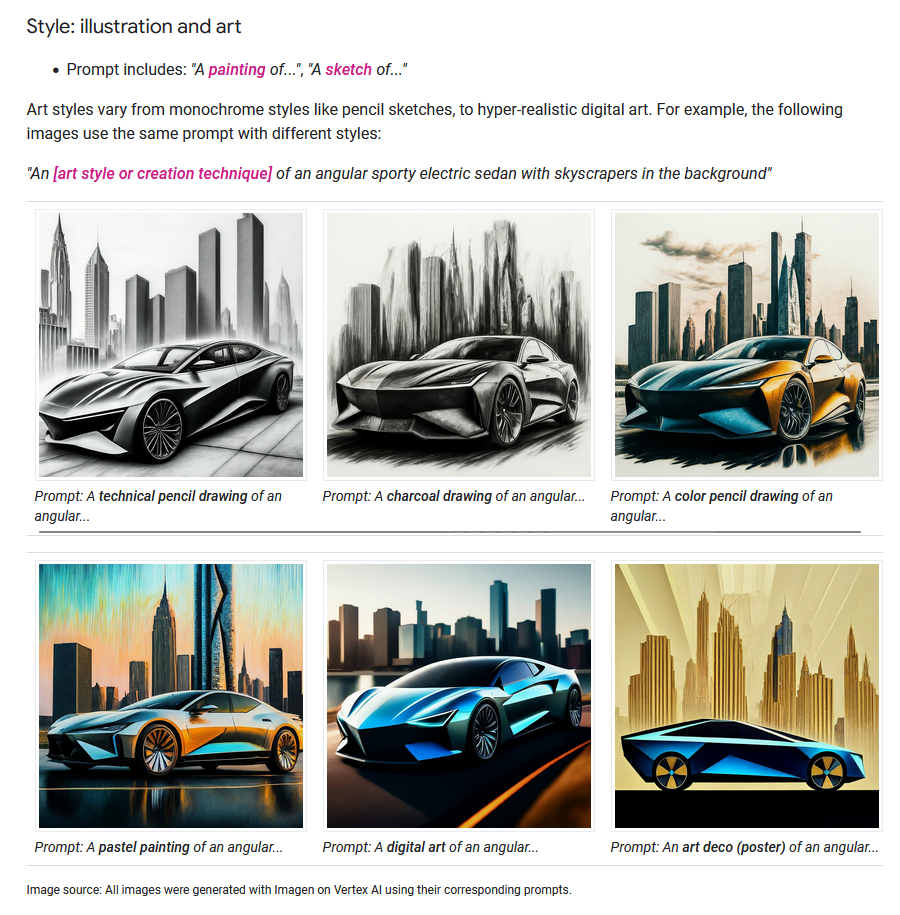 Style: illustration and art
• Prompt includes: "A painting of...", "A sketch of..."
Art styles vary from monochrome styles like pencil sketches, to hyper-realistic digital art. For example, the following
images use the same prompt with different styles:
"An [art style or creation technique] of an angular sporty electric sedan with skyscrapers in the background"
Prompt: A technical pencil drawing of an
angular...
Prompt: A charcoal drawing of an angular...
Prompt: A color pencil drawing of an
angular...
Prompt: A pastel painting of an angular...
Prompt: A digital art of an angular...
Prompt: An art deco (poster) of an angular...
Image source: All images were generated with Imagen on Vertex AI using their corresponding prompts.